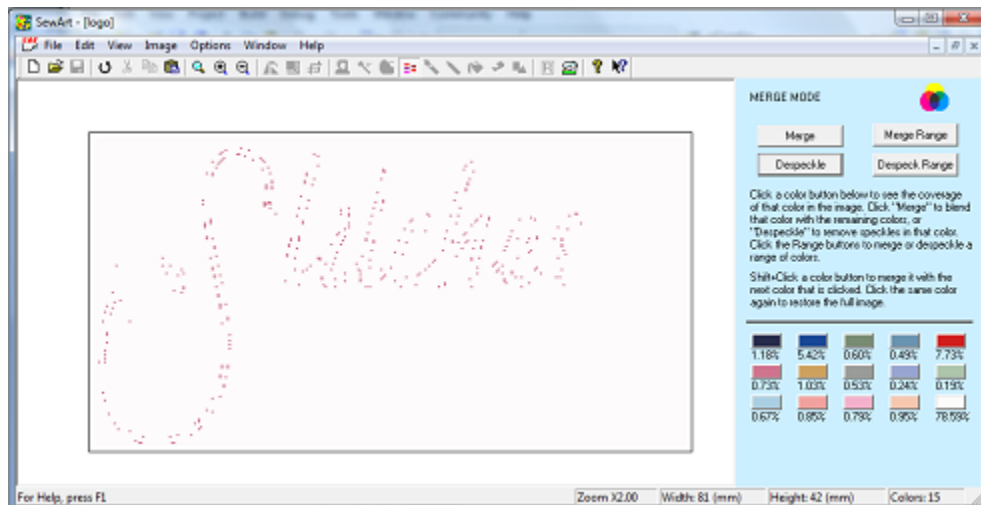 SewArt - [logo]
File Edit View Image Options Window Help
MERGE MODE
Merge Merge Range
Despeckle Despeck Range
Click a color button below to see the coverage
of that color in the image. Click "Merge" to blend
that color with the remaining colors, or
"Despeckle" to remove speckles in that color.
Click the Range buttons to merge or despeckle a
range of colors.
Shift+Click a color button to merge it with the
next color that is clicked. Click the same color
again to restore the full image.
1.18% 5.42% 0.60% 0.49% 7.73%
0.73% 1.03% 0.53% 0.24% 0.19%
0.67% 0.85% 0.79% 0.95% 78.59%
For Help, press F1 Zoom X2.00 Width: 81 (mm) Height: 42 (mm) Colors: 15